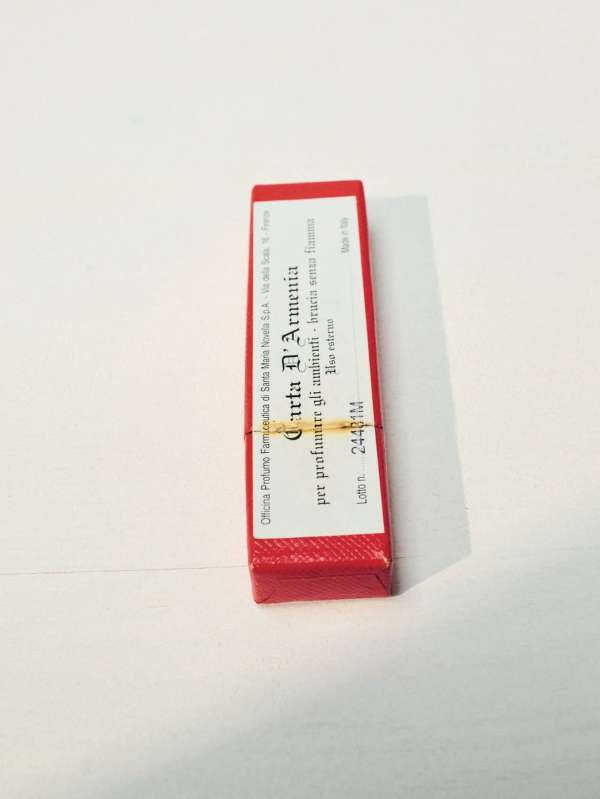 Officina Profumo Farmaceutica di Santa Maria Novella S.p.A. - Via della Scala, 16 - Firenze
Carta D'Armenia
per profumare gli ambienti - brucia senza fiamma
Uso esterno
Lotto n. 24431M
Made in Italy